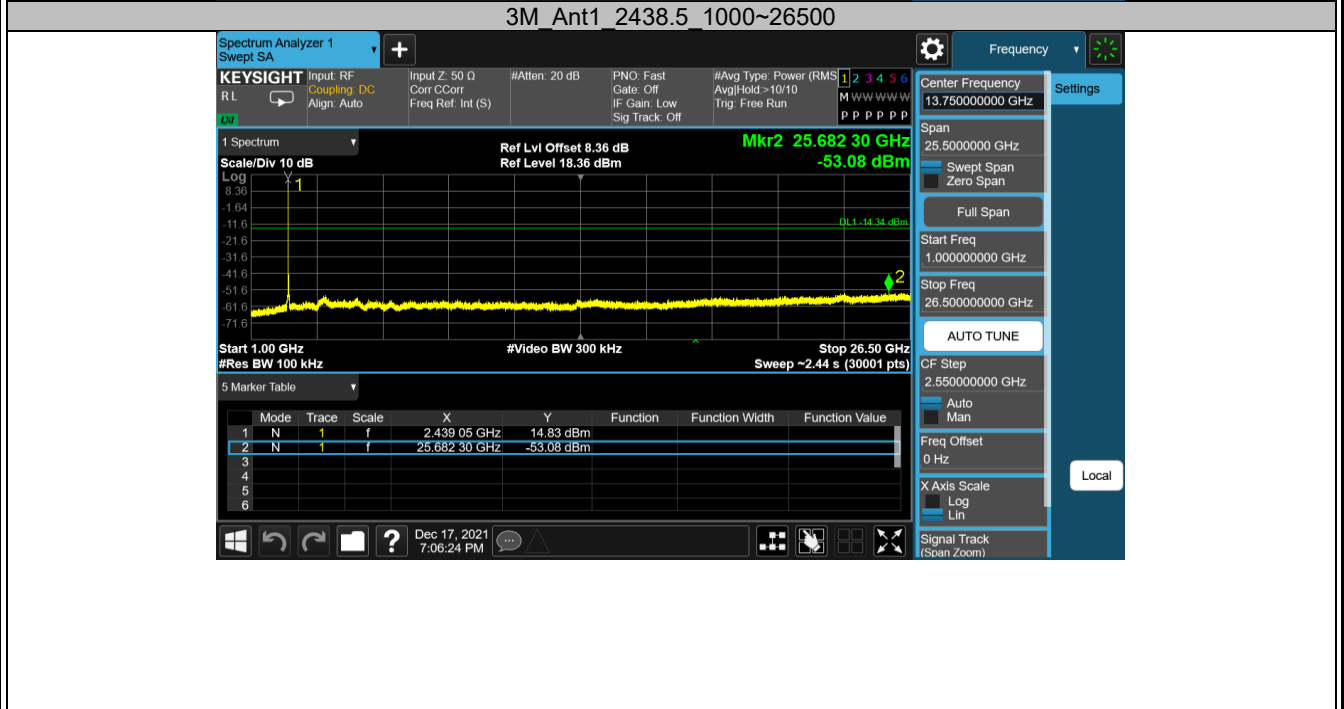 3M_Ant1_2438.5_1000~26500
Spectrum Analyzer 1
Swept SA
Frequency
Settings
KEYSIGHT
R L
LXI
Input: RF
Coupling: DC
Align: Auto
Input Z: 50 Ω
Corr CCorr
Freq Ref: Int (S)
#Atten: 20 dB
PNO: Fast
Gate: Off
IF Gain: Low
Sig Track: Off
#Avg Type: Power (RMS
Avg|Hold:>10/10
Trig: Free Run
1 2 3 4 5 6
M W W W W W
P P P P P P
1 Spectrum
Scale/Div 10 dB
Ref Lvl Offset 8.36 dB
Ref Level 18.36 dBm
Mkr2 25.682 30 GHz
-53.08 dBm
Log
8.36
-1.64
-11.6
-21.6
-31.6
-41.6
-51.6
-61.6
-71.6
1
DL1 -14.34 dBm
2
Start 1.00 GHz
#Res BW 100 kHz
#Video BW 300 kHz
Stop 26.50 GHz
Sweep ~2.44 s (30001 pts)
5 Marker Table
Mode Trace Scale X Y Function Function Width Function Value
1 N 1 f 2.439 05 GHz 14.83 dBm
2 N 1 f 25.682 30 GHz -53.08 dBm
3
4
5
6
Center Frequency
13.750000000 GHz
Span
25.5000000 GHz
Swept Span
Zero Span
Full Span
Start Freq
1.000000000 GHz
Stop Freq
26.500000000 GHz
AUTO TUNE
CF Step
2.550000000 GHz
Auto
Man
Freq Offset
0 Hz
X Axis Scale
Log
Lin
Signal Track
(Span Zoom)
Local
?
Dec 17, 2021
7:06:24 PM